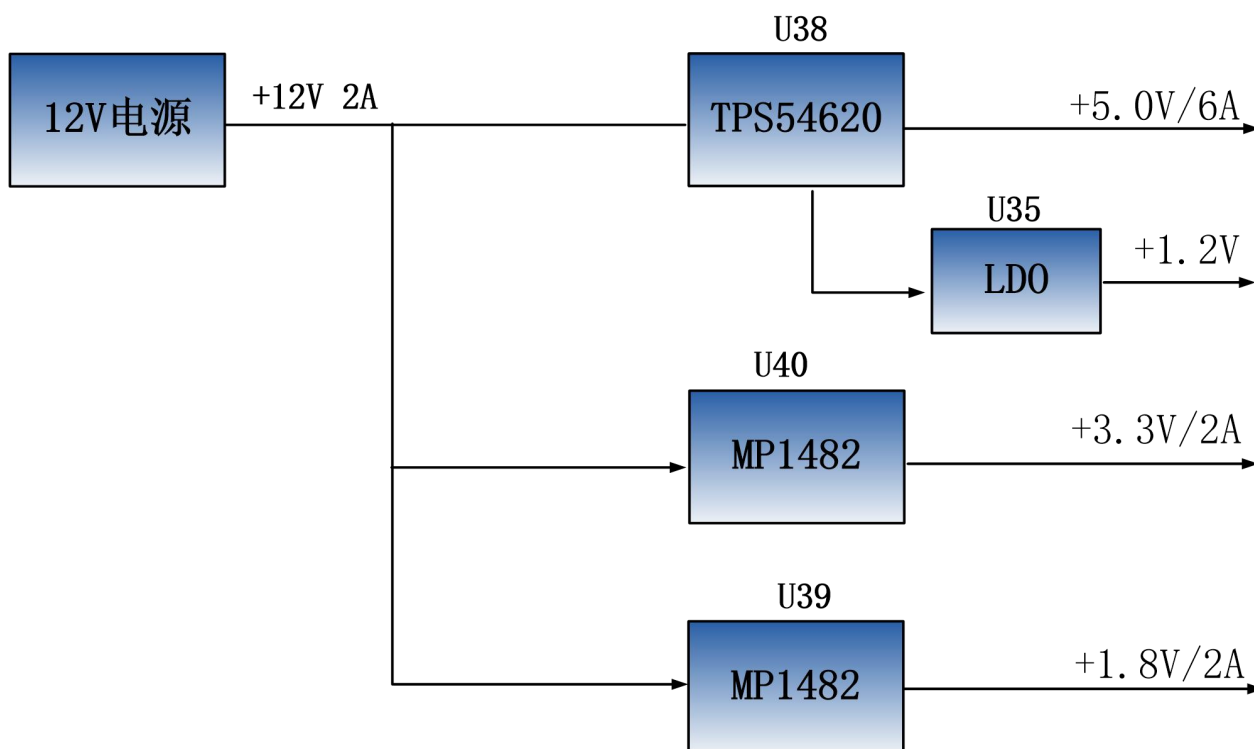 U38
12V电源
+12V 2A
TPS54620
+5.0V/6A
U35
LDO
+1.2V
U40
MP1482
+3.3V/2A
U39
MP1482
+1.8V/2A